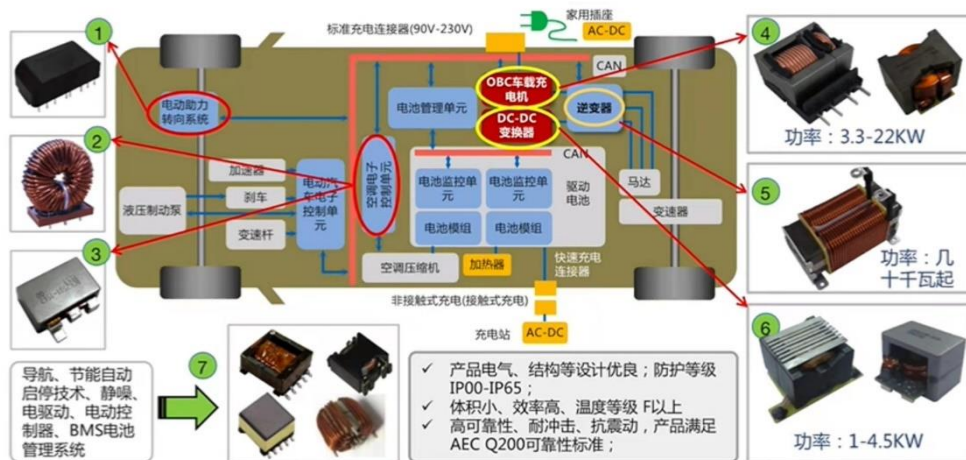 标准充电连接器(90V-230V)
家用插座
AC-DC
CAN
1
电动助力
转向系统
2
3
加速器
刹车
变速杆
液压制动泵
电动汽
车电子
控制单
元
空调电子
控制单元
空调压缩机
电池管理单元
OBC车载充
电机
DC-DC
变换器
逆变器
CAN
电池监控单
元
电池监控单
元
电池模组
电池模组
驱动
电池
加热器
马达
变速器
快速充电
连接器
非接触式充电(接触式充电)
充电站
AC-DC
4
功率：3.3-22KW
5
功率：几
十千瓦起
6
功率：1-4.5KW
导航、节能自动
启停技术、静噪、
电驱动、电动控
制器、BMS电池
管理系统
7
✓ 产品电气、结构等设计优良；防护等级
IP00-IP65；
✓ 体积小、效率高、温度等级 F以上
✓ 高可靠性、耐冲击、抗震动，产品满足
AEC Q200可靠性标准；